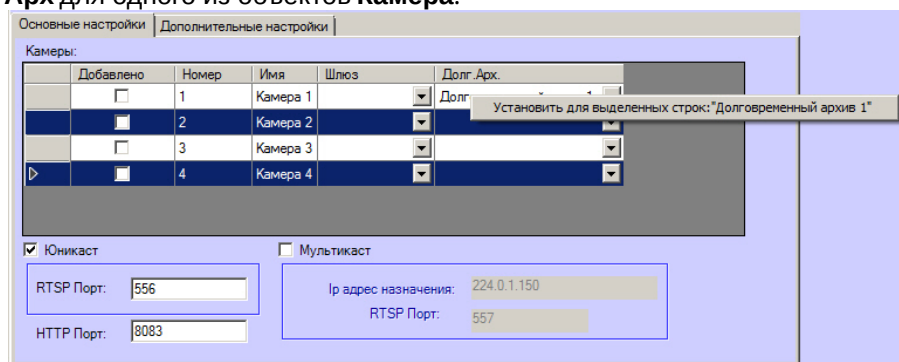 Арх для одного из объектов Камера.
Основные настройки Дополнительные настройки
Камеры:
Добавлено Номер Имя Шлюз Долг.Арх.
1 Камера 1
Установить для выделенных строк:"Долговременный архив 1"
2 Камера 2
3 Камера 3
4 Камера 4
Юникаст Мультикаст
RTSP Порт: 556
Ip адрес назначения: 224.0.1.150
RTSP Порт: 557
HTTP Порт: 8083